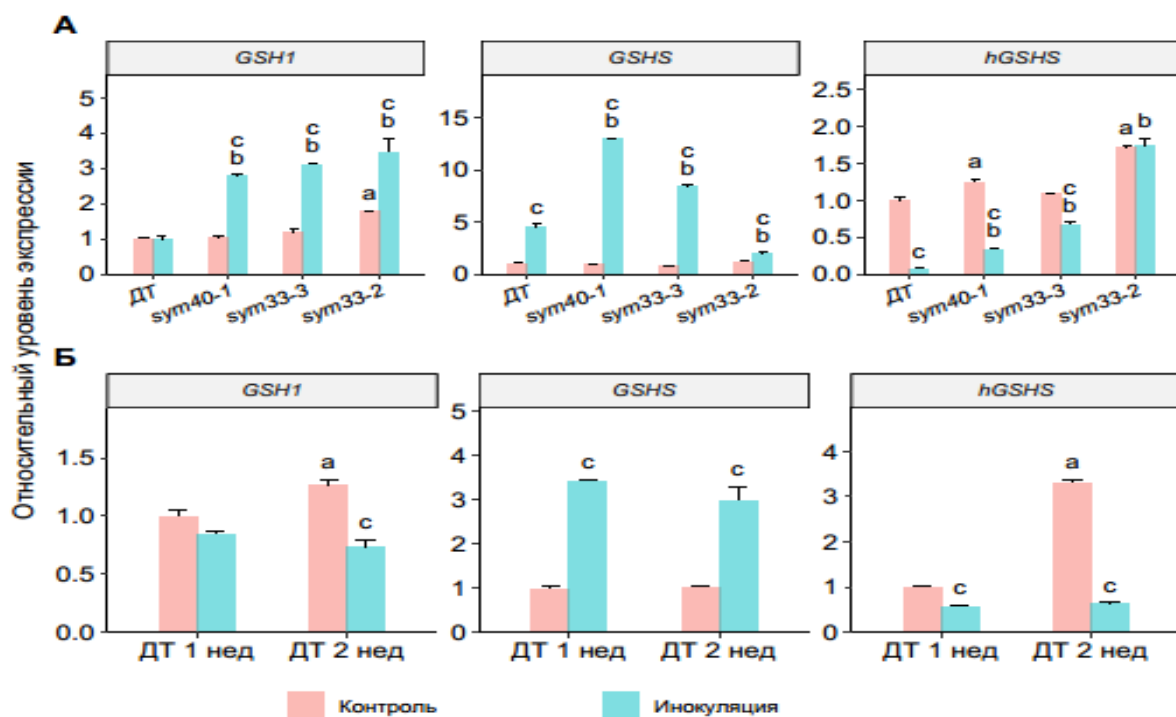 А
GSH1
GSHS
hGSHS
Относительный уровень экспрессии
5
4
3
2
1
0
c
b
c
b
c
b
a
ДТ
sym40-1
sym33-3
sym33-2
15
10
5
0
c
c
b
c
b
c
b
ДТ
sym40-1
sym33-3
sym33-2
2.5
2.0
1.5
1.0
0.5
0.0
c
a
c
b
c
b
a
b
ДТ
sym40-1
sym33-3
sym33-2
Б
GSH1
GSHS
hGSHS
1.5
1.0
0.5
0.0
a
c
ДТ 1 нед
ДТ 2 нед
5
4
3
2
1
0
c
c
ДТ 1 нед
ДТ 2 нед
4
3
2
1
0
c
a
c
ДТ 1 нед
ДТ 2 нед
Контроль
Инокуляция